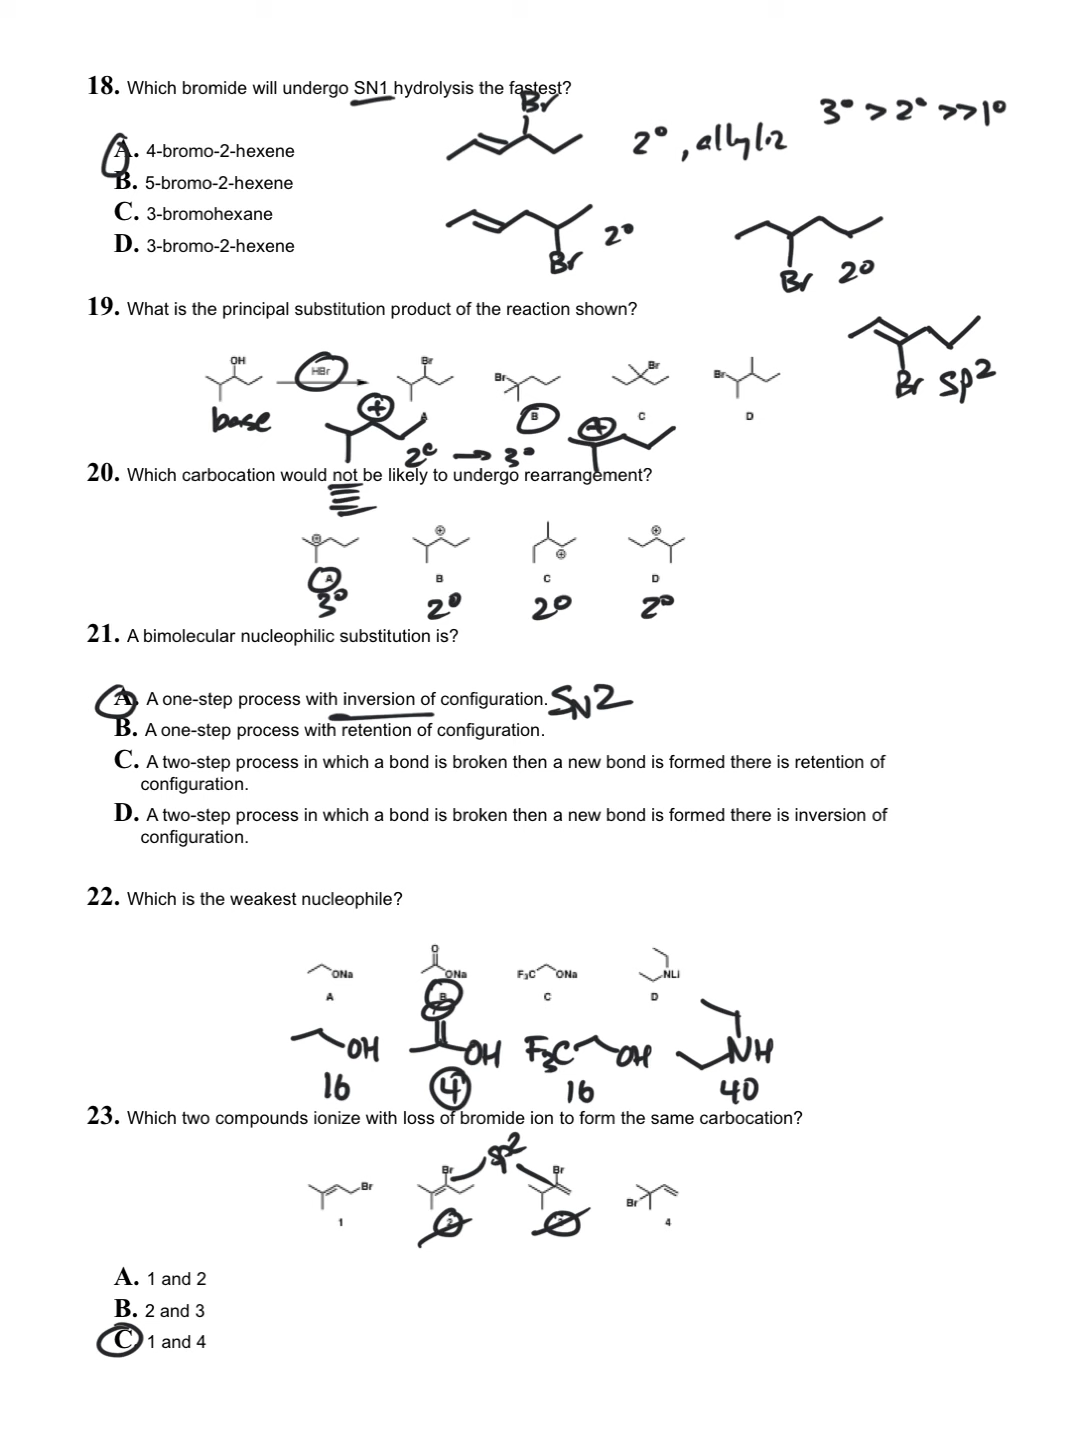 18. Which bromide will undergo SN1 hydrolysis the fastest?
Br
3° > 2° >> 1°
2°, allylic
A. 4-bromo-2-hexene
B. 5-bromo-2-hexene
C. 3-bromohexane
D. 3-bromo-2-hexene
2°
Br
Br 2°
19. What is the principal substitution product of the reaction shown?
OH HBr Br Br Br Br
Br sp2
base
A B C D
2° → 3°
20. Which carbocation would not be likely to undergo rearrangement?
A B C D
3° 2° 2° 2°
21. A bimolecular nucleophilic substitution is?
A. A one-step process with inversion of configuration. SN2
B. A one-step process with retention of configuration.
C. A two-step process in which a bond is broken then a new bond is formed there is retention of
configuration.
D. A two-step process in which a bond is broken then a new bond is formed there is inversion of
configuration.
22. Which is the weakest nucleophile?
O
ONa ONa F3C ONa NLi
A B C D
OH OH F3C OH NH
16 4 16 40
23. Which two compounds ionize with loss of bromide ion to form the same carbocation?
sp2
Br Br Br Br
1 2 3 4
A. 1 and 2
B. 2 and 3
C. 1 and 4